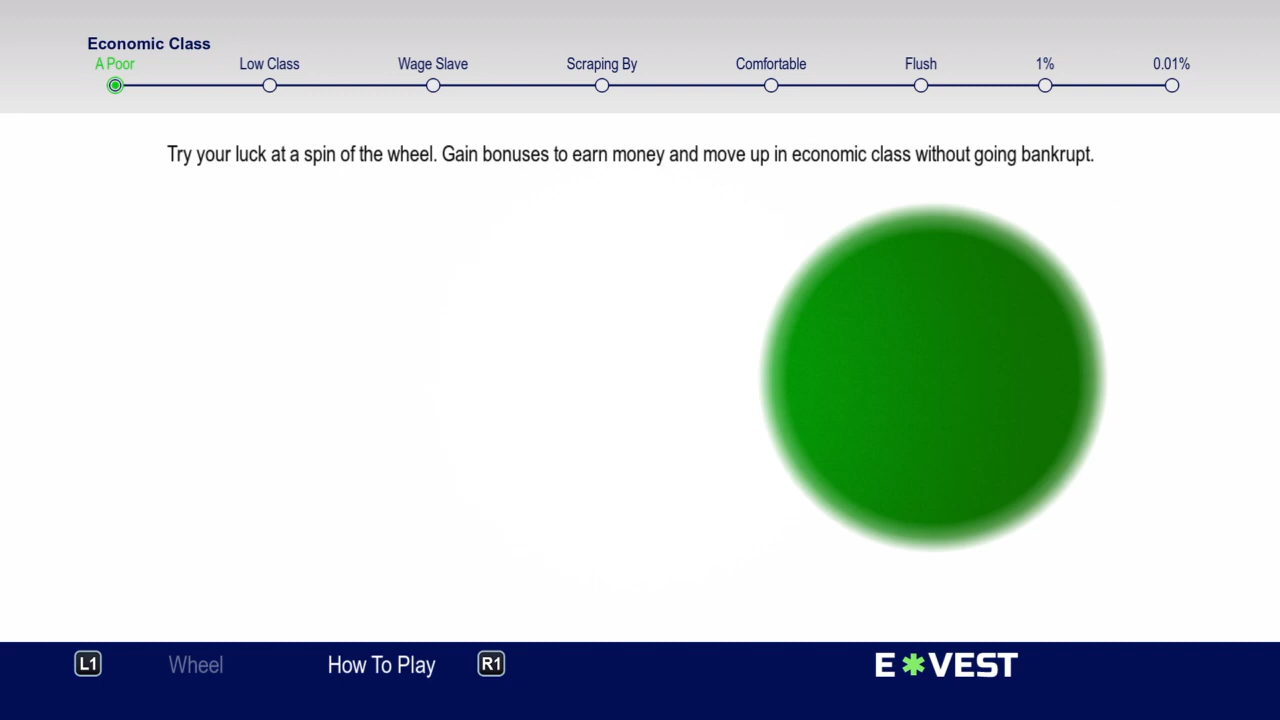 Economic Class
A Poor Low Class Wage Slave Scraping By Comfortable Flush 1% 0.01%
Try your luck at a spin of the wheel. Gain bonuses to earn money and move up in economic class without going bankrupt.
L1 Wheel How To Play R1 E*VEST